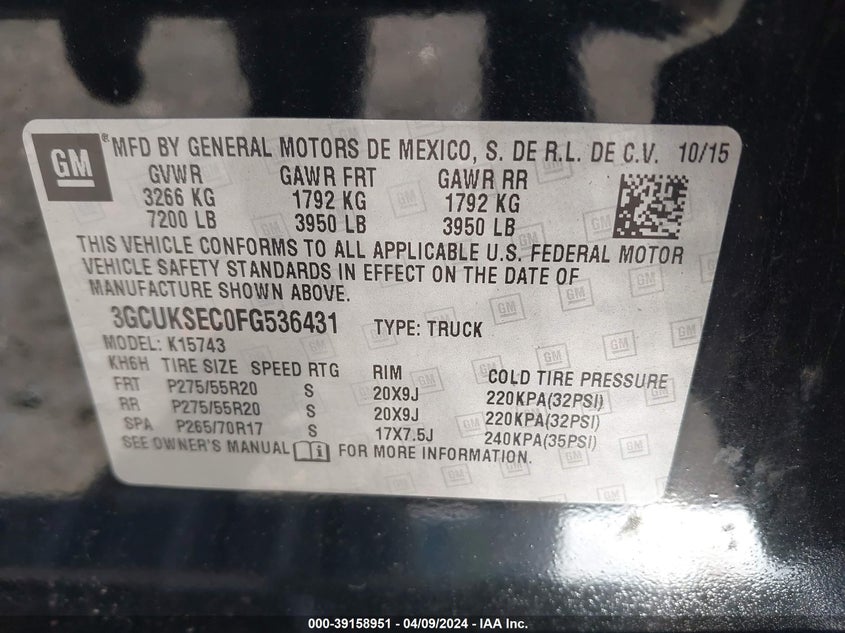 GM ® MFD BY GENERAL MOTORS DE MEXICO, S. DE R.L. DE C.V. 10/15
GVWR GAWR FRT GAWR RR
3266 KG 1792 KG 1792 KG
7200 LB 3950 LB 3950 LB
THIS VEHICLE CONFORMS TO ALL APPLICABLE U.S. FEDERAL MOTOR
VEHICLE SAFETY STANDARDS IN EFFECT ON THE DATE OF
MANUFACTURE SHOWN ABOVE.
3GCUKSEC0FG536431 TYPE: TRUCK
MODEL: K15743
KH6H TIRE SIZE SPEED RTG RIM COLD TIRE PRESSURE
FRT P275/55R20 S 20X9J 220KPA(32PSI)
RR P275/55R20 S 20X9J 220KPA(32PSI)
SPA P265/70R17 S 17X7.5J 240KPA(35PSI)
SEE OWNER'S MANUAL i FOR MORE INFORMATION.
000-39158951 - 04/09/2024 - IAA Inc.